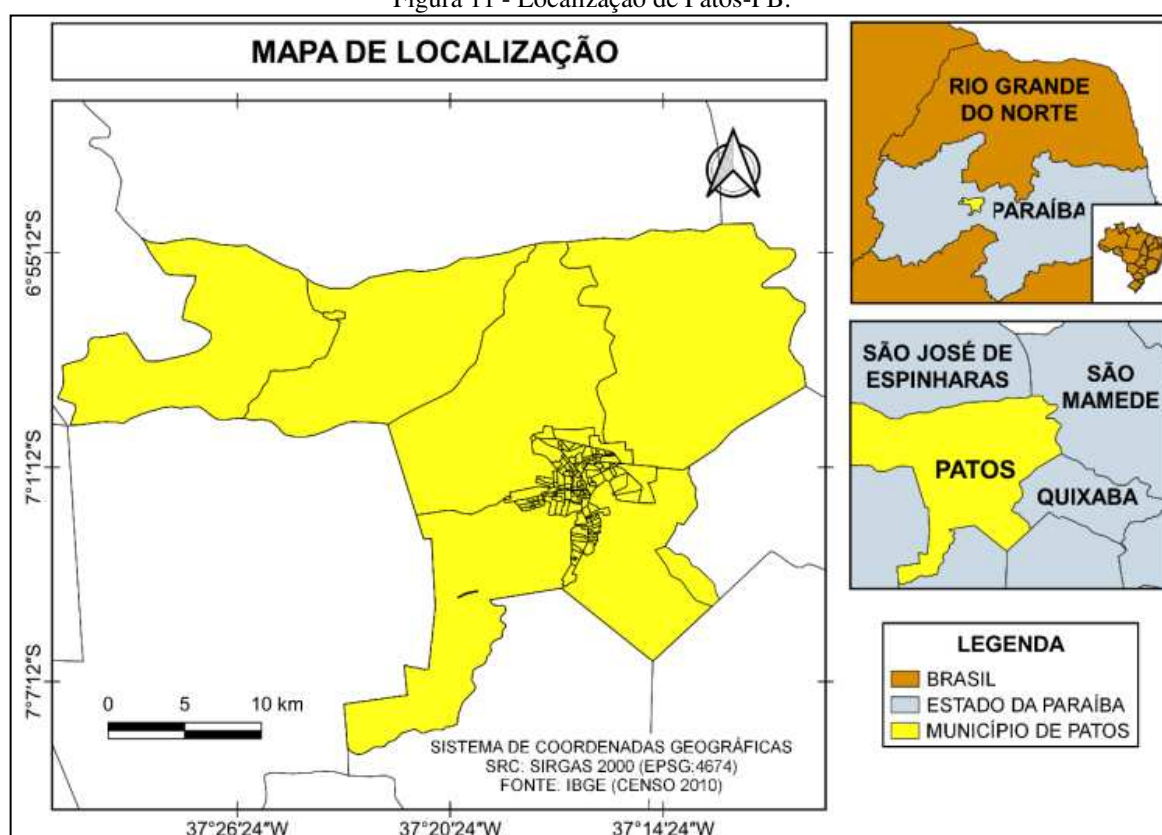 Figura 11 - Localização de Patos-PB.
MAPA DE LOCALIZAÇÃO
6°55'12"S
7°1'12"S
7°7'12"S
0 5 10 km
SISTEMA DE COORDENADAS GEOGRÁFICAS
SRC: SIRGAS 2000 (EPSG:4674)
FONTE: IBGE (CENSO 2010)
37°26'24"W 37°20'24"W 37°14'24"W
RIO GRANDE
DO NORTE
PARAÍBA
SÃO JOSÉ DE
ESPINHARAS
SÃO
MAMEDE
PATOS
QUIXABA
LEGENDA
BRASIL
ESTADO DA PARAÍBA
MUNICÍPIO DE PATOS